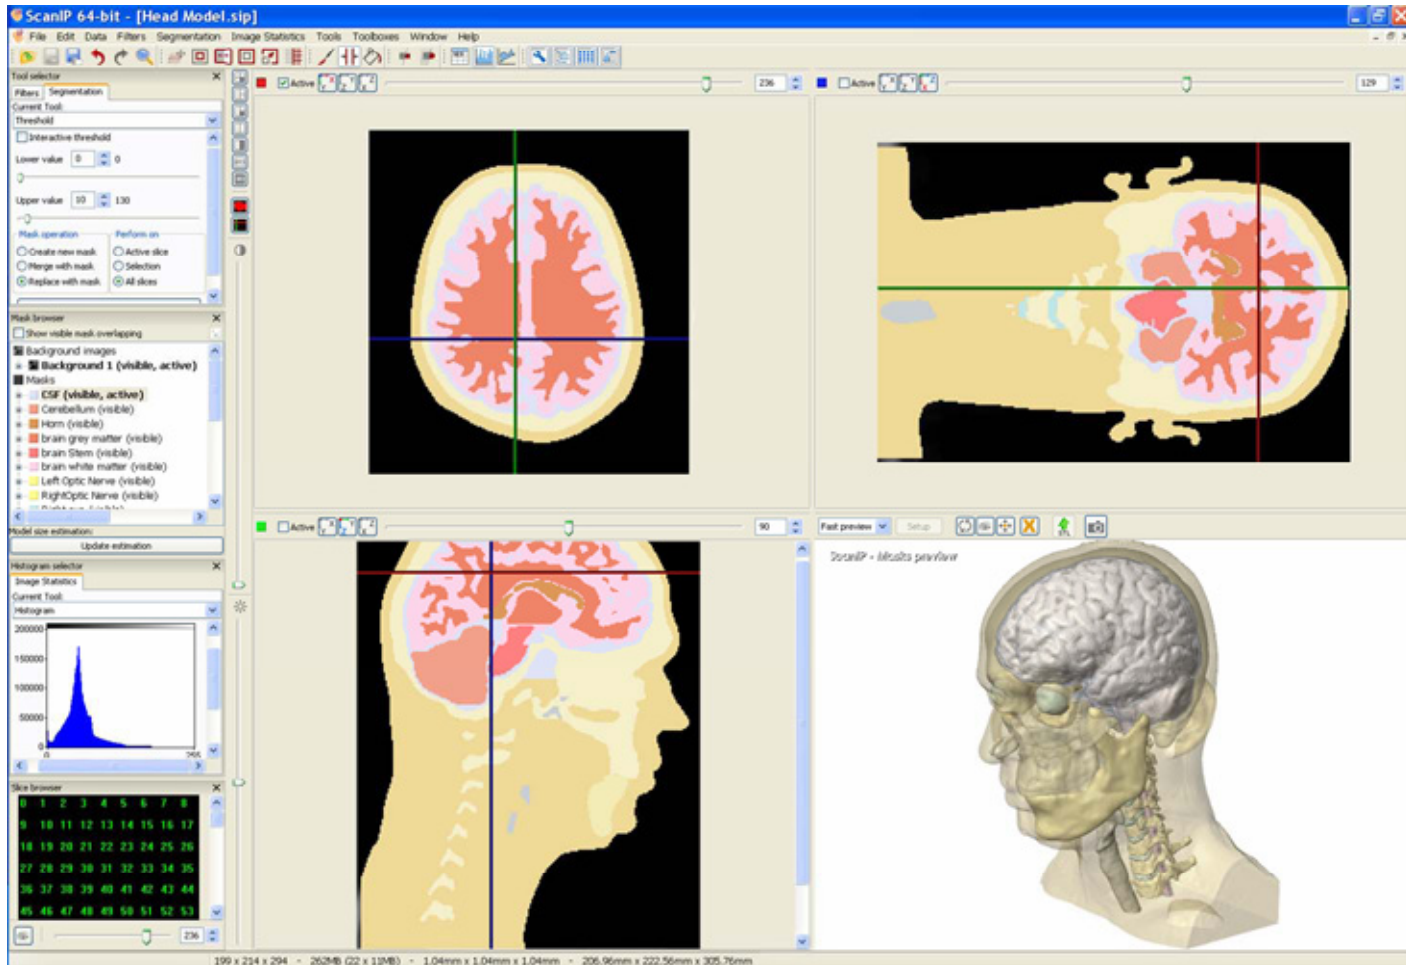 ScanIP 64-bit - [Head Model.sip]
File Edit Data Filters Segmentation Image Statistics Tools Toolboxes Window Help
Tool selector
Filters Segmentation
Current Tool:
Threshold
Interactive threshold
Lower value 0 0
Upper value 10 130
Mask operation Perform on
Create new mask Active slice
Merge with mask Selection
Replace with mask All slices
Mask browser
Show visible mask overlapping
Background images
Background 1 (visible, active)
Masks
CSF (visible, active)
Cerebellum (visible)
Horn (visible)
brain grey matter (visible)
brain Stem (visible)
brain white matter (visible)
Left Optic Nerve (visible)
RightOptic Nerve (visible)
Model size estimation:
Update estimation
Histogram selector
Image Statistics
Current Tool:
Histogram
200000
150000
100000
50000
0
0 255
Slice browser
0 1 2 3 4 5 6 7 8
9 10 11 12 13 14 15 16 17
18 19 20 21 22 23 24 25 26
27 28 29 30 31 32 33 34 35
36 37 38 39 40 41 42 43 44
45 46 47 48 49 50 51 52 53
236
Active 236
Active 129
Active 90
Fast preview Setup
ScanIP - Masks preview
199 x 214 x 294 - 262MB (22 x 11MB) - 1.04mm x 1.04mm x 1.04mm - 206.96mm x 222.56mm x 305.76mm